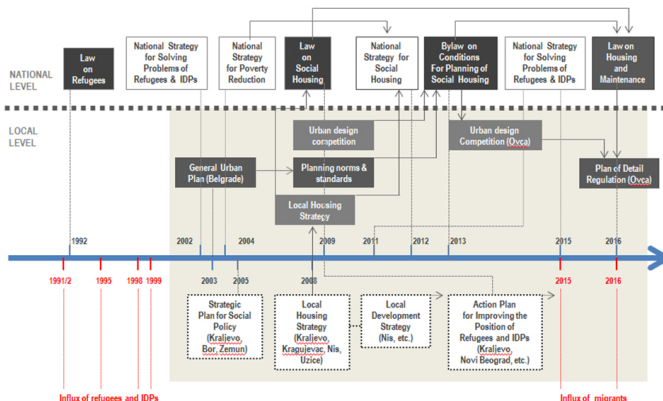 NATIONAL
LEVEL
Law
on
Refugees
National Strategy
for Solving
Problems of
Refugees & IDPs
National
Strategy
for Poverty
Reduction
Law
on
Social
Housing
National
Strategy for
Social
Housing
Bylaw on
Conditions
For Planning of
Social Housing
National Strategy
for Solving
Problems of
Refugees & IDPs
Law on
Housing
and
Maintenance
LOCAL
LEVEL
Urban design
competition
Urban design
Competition (Ovca)
General Urban
Plan (Belgrade)
Planning norms &
standards
Plan of Detail
Regulation (Ovca)
Local Housing
Strategy
1992
2002
2004
2009
2011
2012
2013
2015
2016
1991/2
1995
1998
1999
2003
2005
2008
2015
2016
Strategic
Plan for Social
Policy
(Kraljevo,
Bor, Zemun)
Local
Housing
Strategy
(Kraljevo,
Kragujevac, Nis,
Uzice)
Local
Development
Strategy
(Nis, etc.)
Action Plan
for Improving the
Position of
Refugees and IDPs
(Kraljevo,
Novi Beograd, etc.)
Influx of refugees and IDPs
Influx of migrants